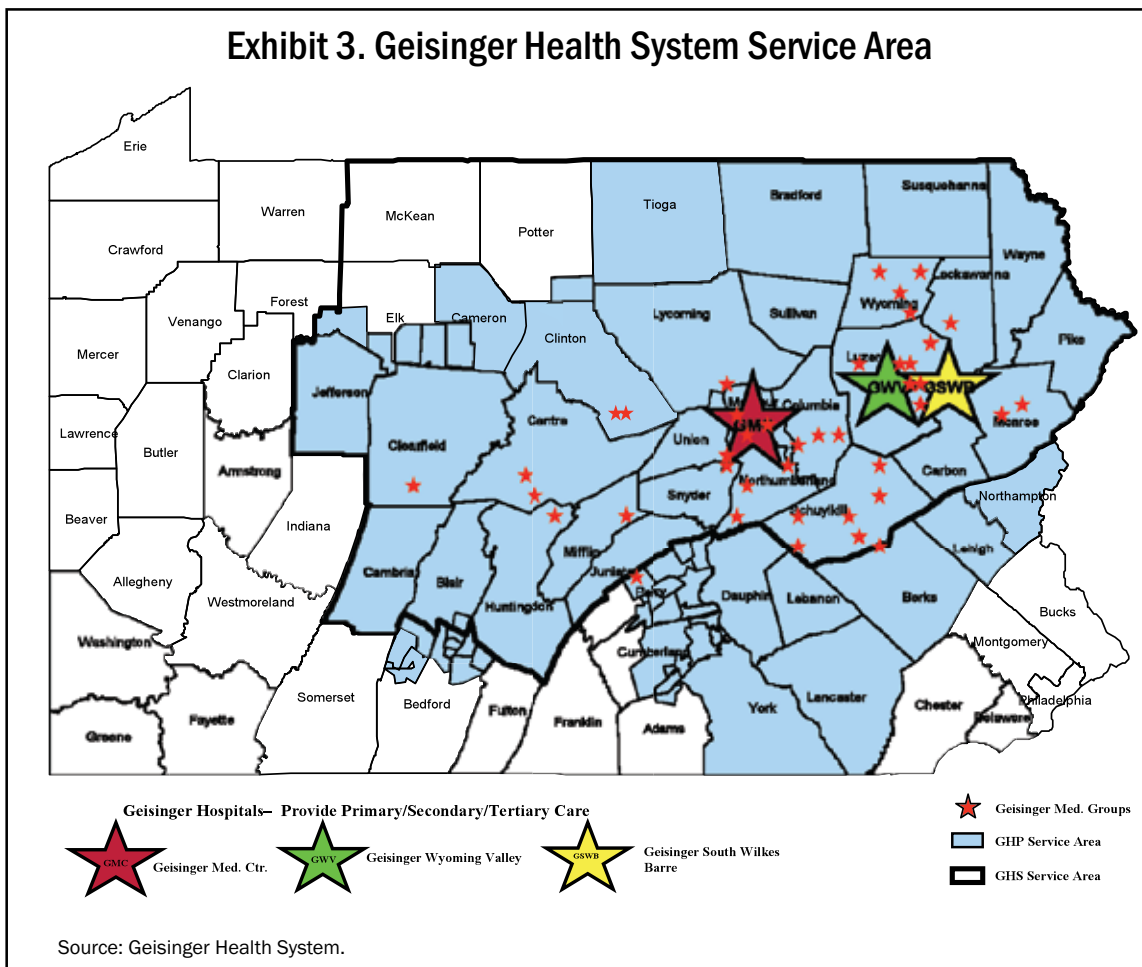 Exhibit 3. Geisinger Health System Service Area
Erie
Warren
McKean
Potter
Tioga
Bradford
Susquehanna
Wayne
Crawford
Forest
Elk
Cameron
Clinton
Lycoming
Sullivan
Wyoming
Lackawanna
Pike
Venango
Mercer
Clarion
Jefferson
Clearfield
Centre
Union
Columbia
GMC
GWV
GSWB
Monroe
Lawrence
Butler
Armstrong
Indiana
Snyder
Northumberland
Carbon
Northampton
Beaver
Allegheny
Westmoreland
Cambria
Blair
Huntingdon
Mifflin
Juniata
Perry
Dauphin
Lebanon
Schuylkill
Berks
Lehigh
Bucks
Washington
Greene
Fayette
Somerset
Bedford
Fulton
Franklin
Cumberland
Adams
York
Lancaster
Chester
Montgomery
Delaware
Philadelphia
Geisinger Hospitals– Provide Primary/Secondary/Tertiary Care
GMC
Geisinger Med. Ctr.
GWV
Geisinger Wyoming Valley
GSWB
Geisinger South Wilkes
Barre
Geisinger Med. Groups
GHP Service Area
GHS Service Area
Source: Geisinger Health System.